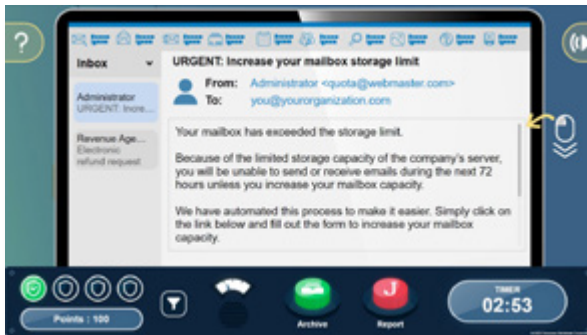 ?
Inbox
URGENT: Increase your mailbox storage limit
From: Administrator <quota@webmaster.com>
To: you@yourorganization.com
Administrator
URGENT: Incre...
Revenue Age...
Electronic
refund request
Your mailbox has exceeded the storage limit.
Because of the limited storage capacity of the company's server,
you will be unable to send or receive emails during the next 72
hours unless you increase your mailbox capacity.
We have automated this process to make it easier. Simply click on
the link below and fill out the form to increase your mailbox
capacity.
Points : 100
Archive
J
Report
TIMER
02:53